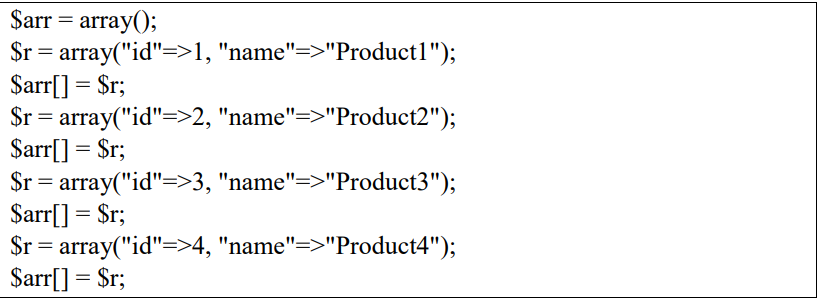 $arr = array();
$r = array("id"=>1, "name"=>"Product1");
$arr[] = $r;
$r = array("id"=>2, "name"=>"Product2");
$arr[] = $r;
$r = array("id"=>3, "name"=>"Product3");
$arr[] = $r;
$r = array("id"=>4, "name"=>"Product4");
$arr[] = $r;